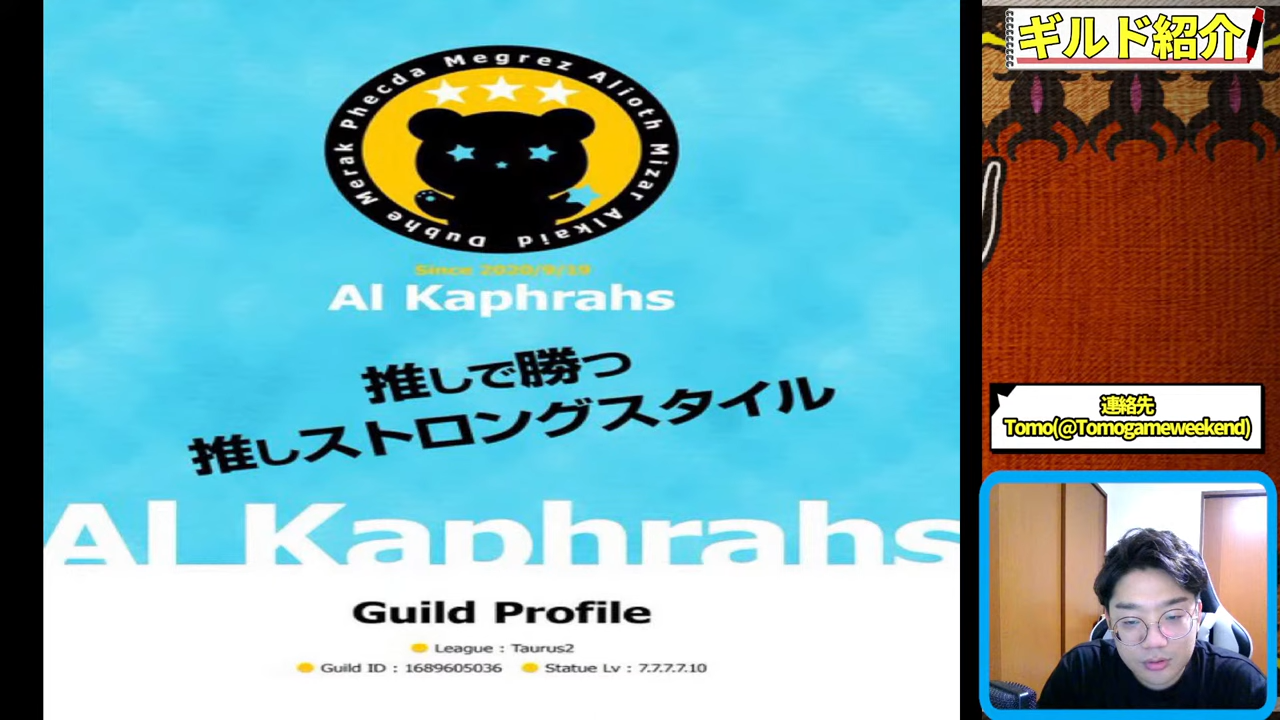 Dubhe Merak Phecda Megrez Alioth Mizar Alkaid
Since 2020/9/19
Al Kaphrahs
推しで勝つ
推しストロングスタイル
Al Kaphrahs
Guild Profile
League : Taurus2
Guild ID : 1689605036 Statue Lv : 7.7.7.7.10
ギルド紹介
連絡先
Tomo(@Tomogameweekend)